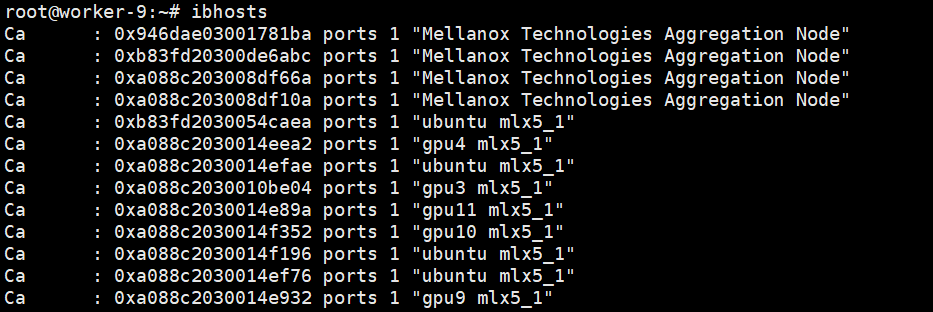 root@worker-9:~# ibhosts
Ca      : 0x946dae03001781ba ports 1 "Mellanox Technologies Aggregation Node"
Ca      : 0xb83fd20300de6abc ports 1 "Mellanox Technologies Aggregation Node"
Ca      : 0xa088c203008df66a ports 1 "Mellanox Technologies Aggregation Node"
Ca      : 0xa088c203008df10a ports 1 "Mellanox Technologies Aggregation Node"
Ca      : 0xb83fd2030054caea ports 1 "ubuntu mlx5_1"
Ca      : 0xa088c2030014eea2 ports 1 "gpu4 mlx5_1"
Ca      : 0xa088c2030014efae ports 1 "ubuntu mlx5_1"
Ca      : 0xa088c2030010be04 ports 1 "gpu3 mlx5_1"
Ca      : 0xa088c2030014e89a ports 1 "gpu11 mlx5_1"
Ca      : 0xa088c2030014f352 ports 1 "gpu10 mlx5_1"
Ca      : 0xa088c2030014f196 ports 1 "ubuntu mlx5_1"
Ca      : 0xa088c2030014ef76 ports 1 "ubuntu mlx5_1"
Ca      : 0xa088c2030014e932 ports 1 "gpu9 mlx5_1"